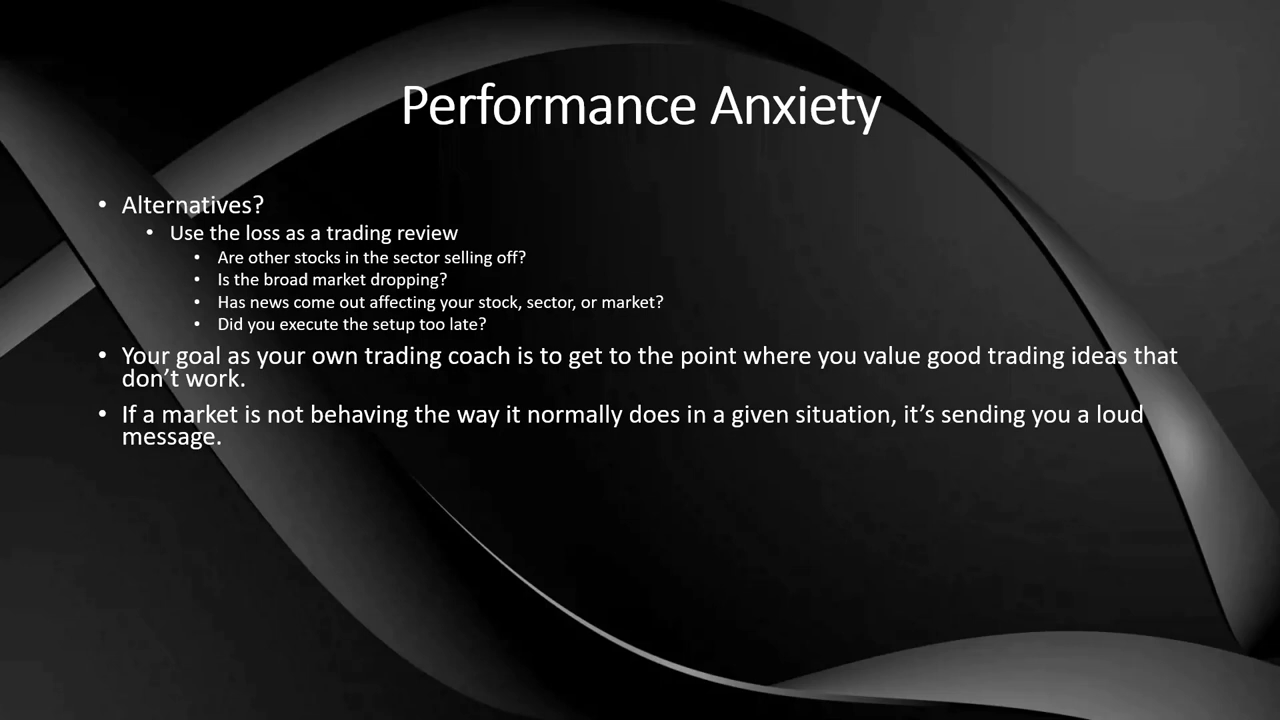 Performance Anxiety
• Alternatives?
• Use the loss as a trading review
• Are other stocks in the sector selling off?
• Is the broad market dropping?
• Has news come out affecting your stock, sector, or market?
• Did you execute the setup too late?
• Your goal as your own trading coach is to get to the point where you value good trading ideas that
don’t work.
• If a market is not behaving the way it normally does in a given situation, it’s sending you a loud
message.